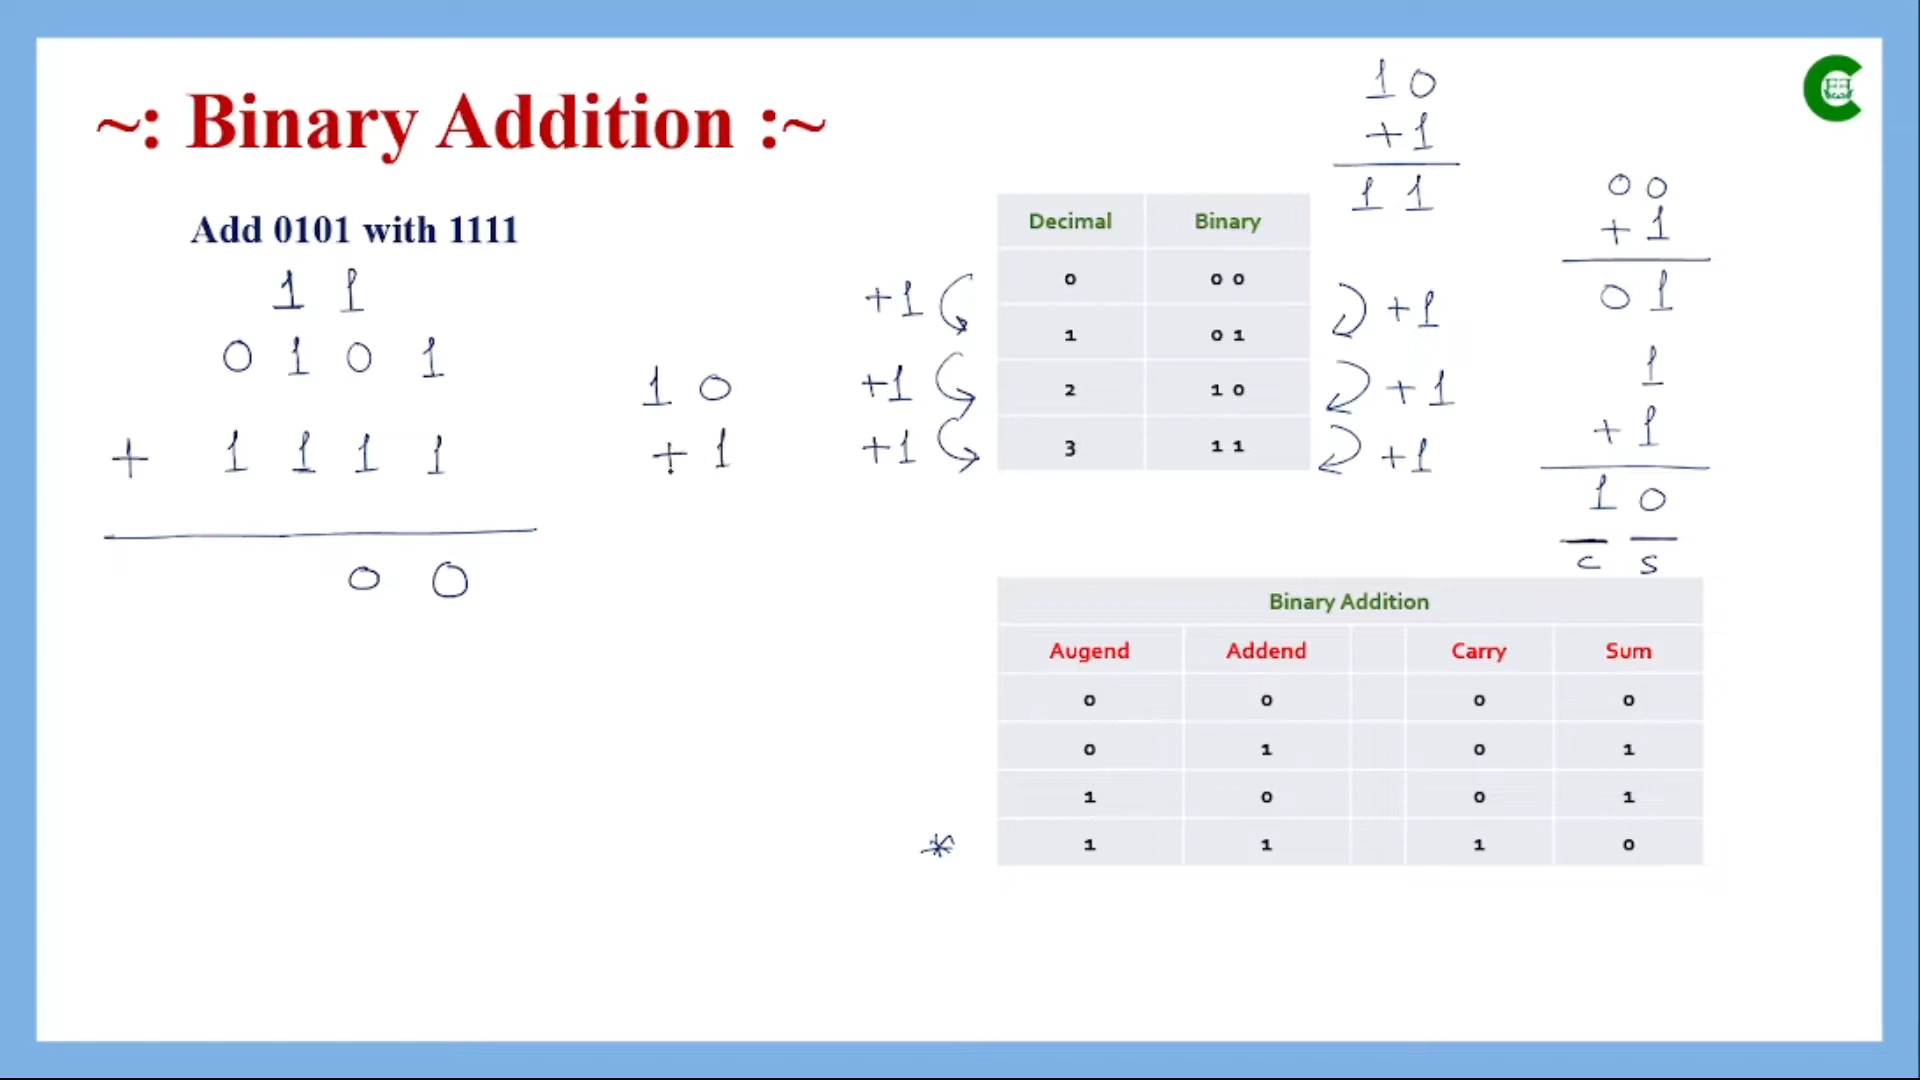 ~: Binary Addition :~
Add 0101 with 1111
1 1
0 1 0 1
+ 1 1 1 1
0 0
1 0
+ 1
+1
+1
+1
Decimal Binary
0 0 0
1 0 1
2 1 0
3 1 1
+1
+1
+1
1 0
+ 1
1 1
0 0
+ 1
0 1
1
+ 1
1 0
c s
Binary Addition
Augend Addend Carry Sum
0 0 0 0
0 1 0 1
1 0 0 1
* 1 1 1 0